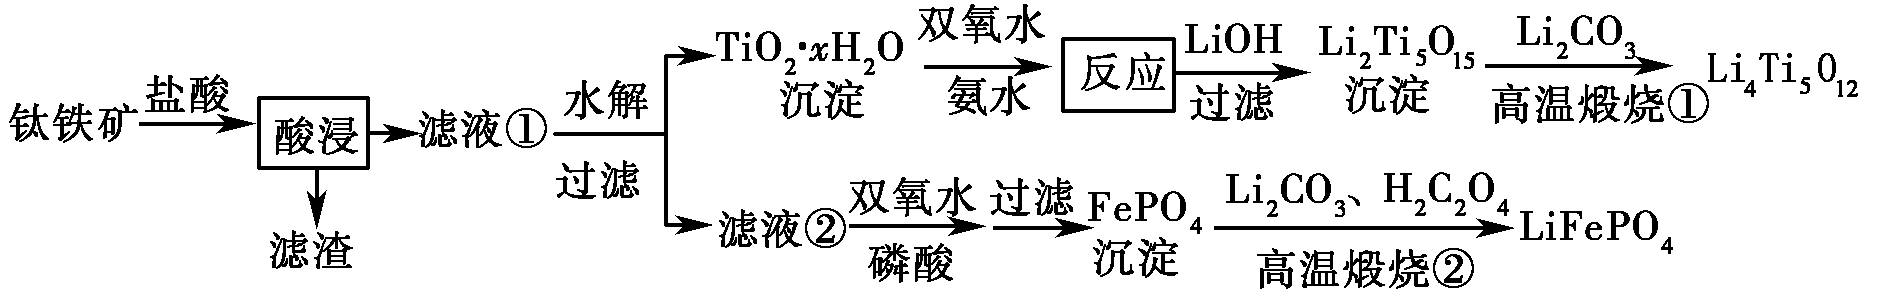 钛铁矿 盐酸 酸浸 滤液① 水解 过滤
滤渣
TiO₂·xH₂O 沉淀 双氧水 氨水 反应 LiOH 过滤 Li₂Ti₅O₁₅ 沉淀 Li₂CO₃ 高温煅烧① Li₄Ti₅O₁₂
滤液② 双氧水 磷酸 过滤 FePO₄ 沉淀 Li₂CO₃、H₂C₂O₄ 高温煅烧② LiFePO₄